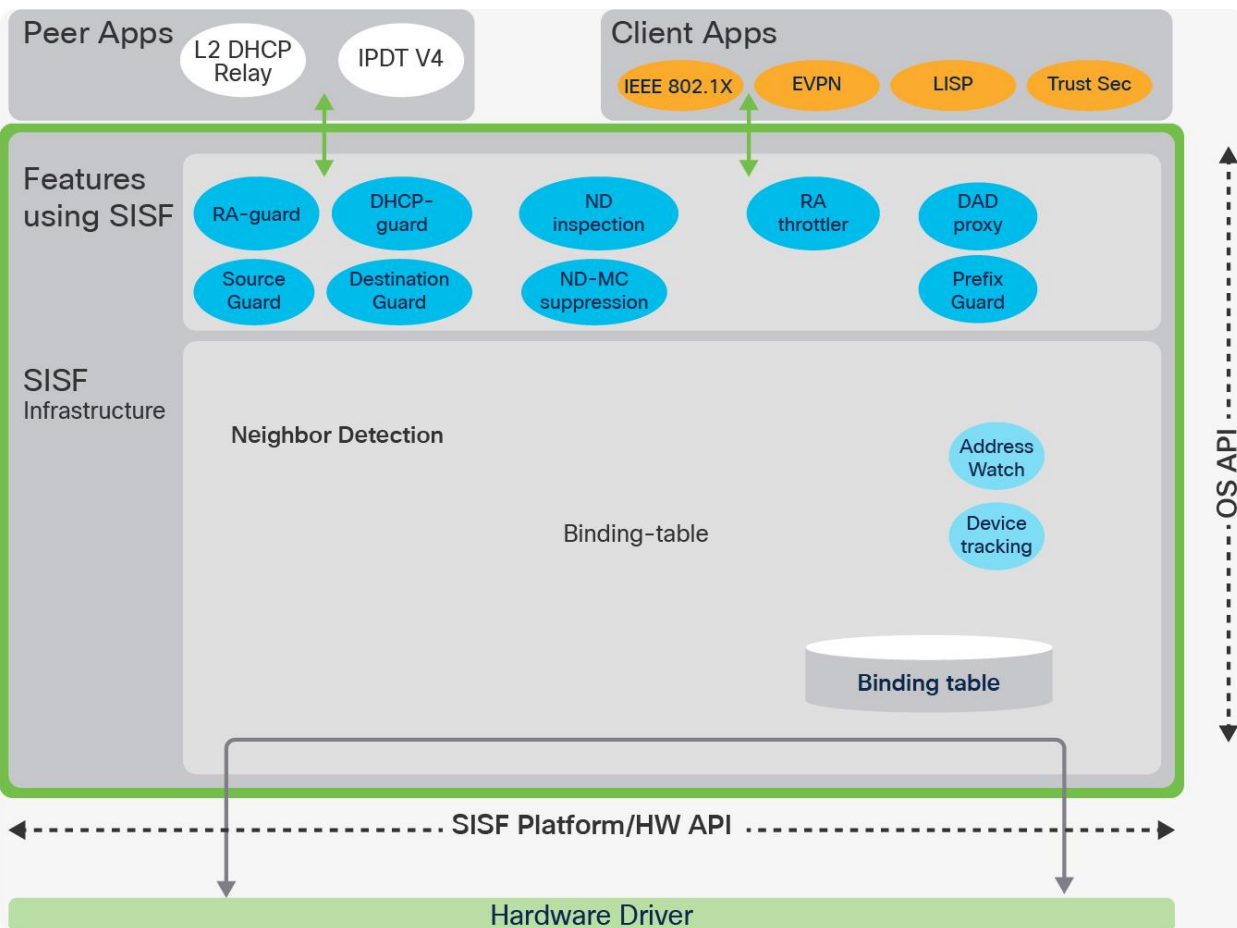 Peer Apps
L2 DHCP
Relay
IPDT V4
Client Apps
IEEE 802.1X
EVPN
LISP
Trust Sec
Features
using SISF
RA-guard
DHCP-
guard
ND
inspection
RA
throttler
DAD
proxy
Source
Guard
Destination
Guard
ND-MC
suppression
Prefix
Guard
SISF
Infrastructure
Neighbor Detection
Address
Watch
Binding-table
Device
tracking
Binding table
OS API
SISF Platform/HW API
Hardware Driver